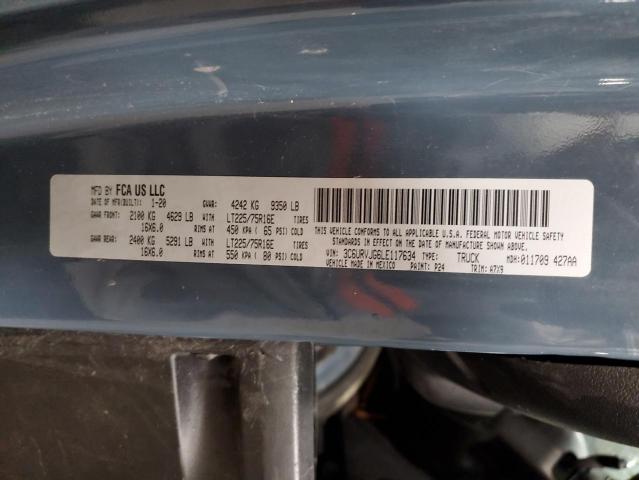 MFD BY FCA US LLC
DATE OF MFR(BUILT): 1-20 GVWR: 4242 KG 9350 LB
GAWR FRONT: 2100 KG 4629 LB WITH LT225/75R16E TIRES
16X6.0 RIMS AT 450 KPA ( 65 PSI) COLD
GAWR REAR: 2400 KG 5291 LB WITH LT225/75R16E TIRES
16X6.0 RIMS AT 550 KPA ( 80 PSI) COLD
THIS VEHICLE CONFORMS TO ALL APPLICABLE U.S.A. FEDERAL MOTOR VEHICLE SAFETY
STANDARDS IN EFFECT ON THE DATE OF MANUFACTURE SHOWN ABOVE.
VIN: 3C6URVJG6LE117634 TYPE: TRUCK MDH: 011709 427AA
VEHICLE MADE IN MEXICO PAINT: P24 TRIM: A7X9